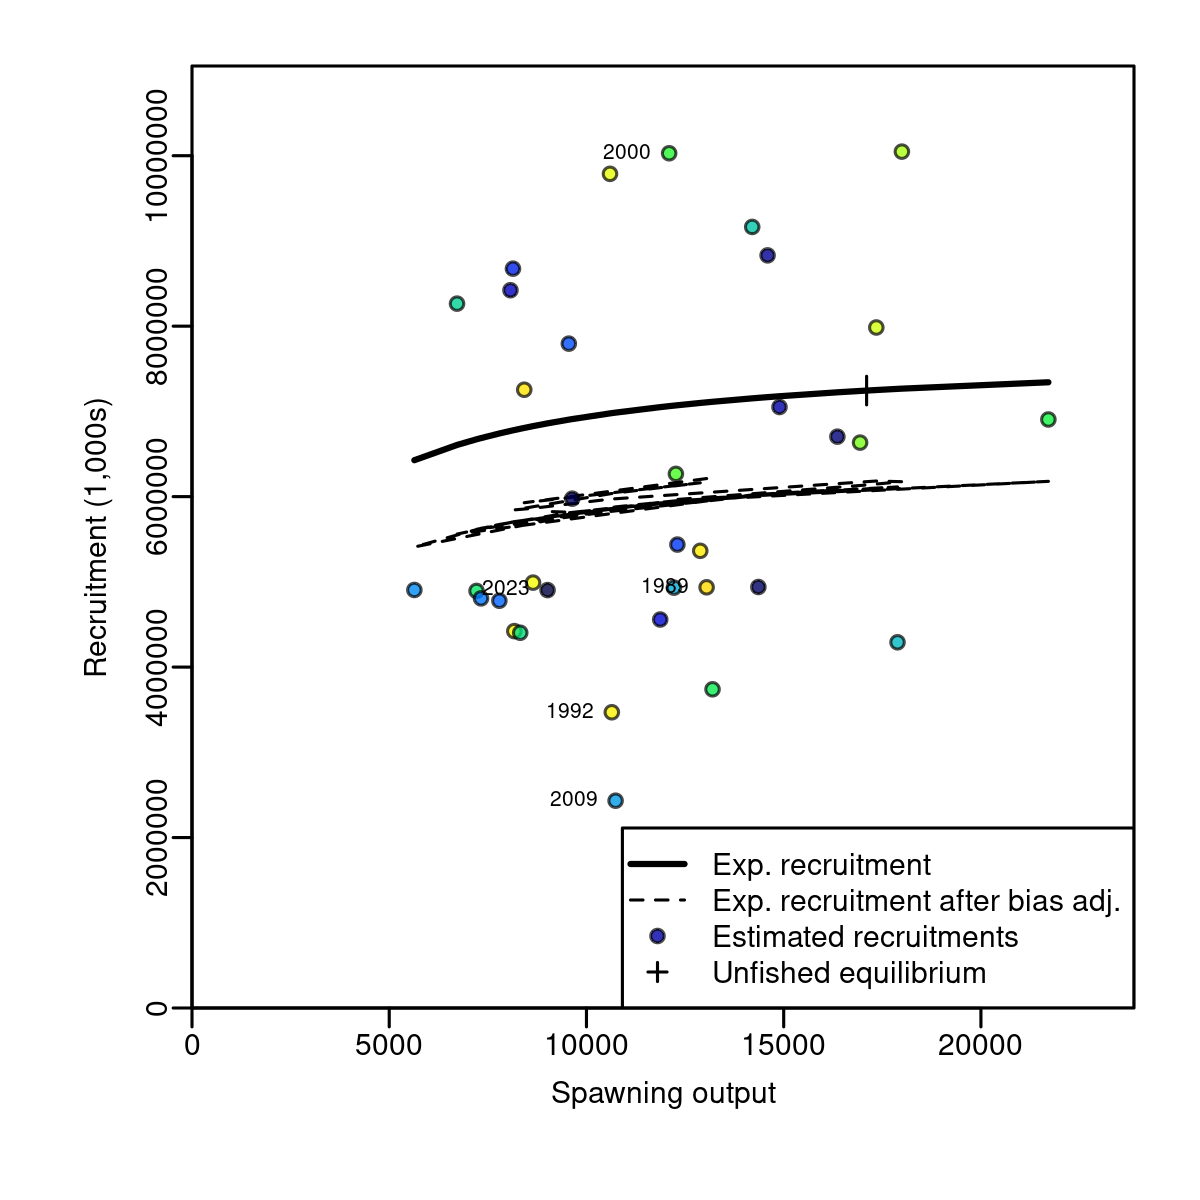 10000000
8000000
6000000
4000000
2000000
0
Recruitment (1,000s)
2000
2023
1989
1992
2009
Exp. recruitment
Exp. recruitment after bias adj.
Estimated recruitments
Unfished equilibrium
0
5000
10000
15000
20000
Spawning output